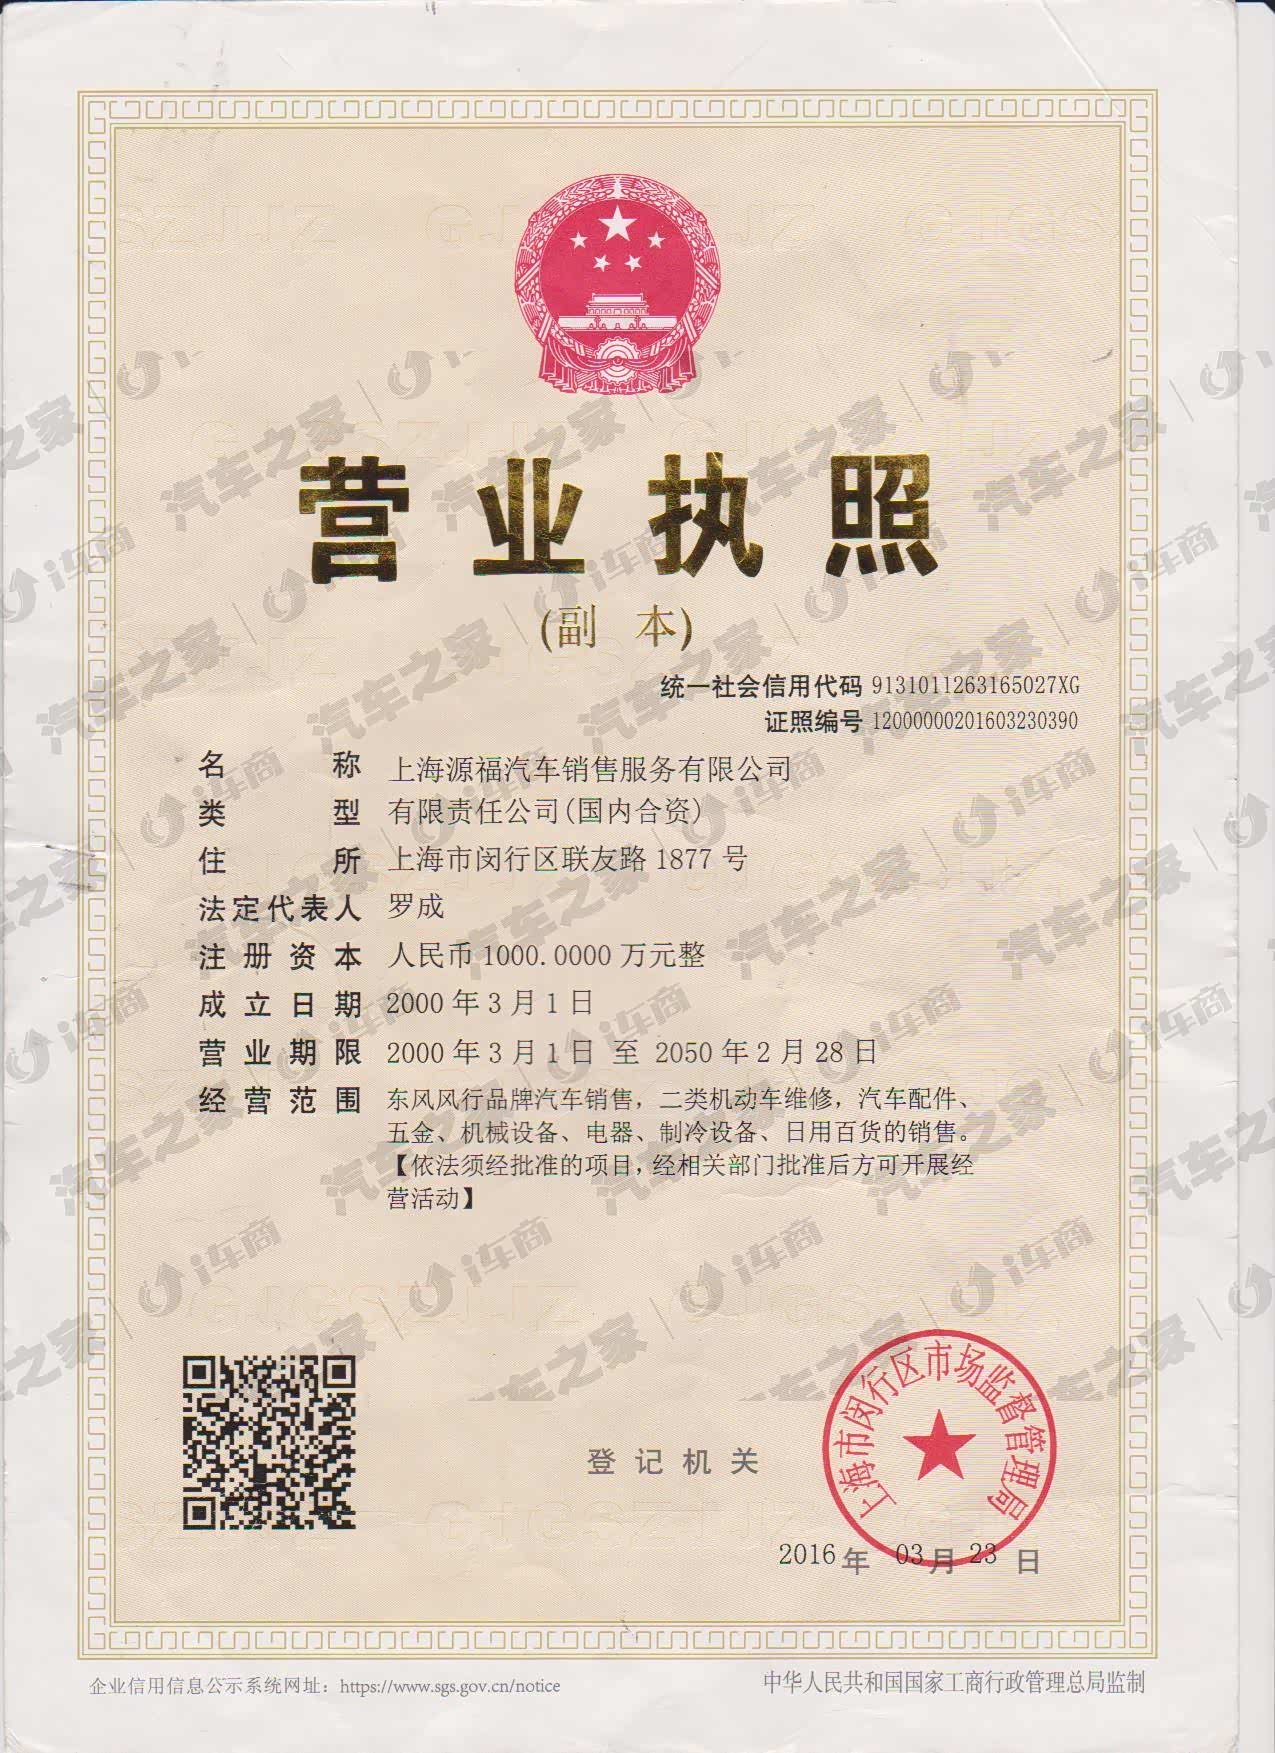 营业执照
(副 本)
统一社会信用代码 9131011263165027XG
证照编号 12000000201603230390
名 称 上海源福汽车销售服务有限公司
类 型 有限责任公司(国内合资)
住 所 上海市闵行区联友路1877号
法定代表人 罗成
注册资本 人民币1000.0000万元整
成立日期 2000年3月1日
营业期限 2000年3月1日 至 2050年2月28日
经营范围 东风风行品牌汽车销售，二类机动车维修，汽车配件、
五金、机械设备、电器、制冷设备、日用百货的销售。
【依法须经批准的项目，经相关部门批准后方可开展经
营活动】
登记机关
上海市闵行区市场监督管理局
2016年03月23日
企业信用信息公示系统网址：https://www.sgs.gov.cn/notice
中华人民共和国国家工商行政管理总局监制
汽车之家 | i车商